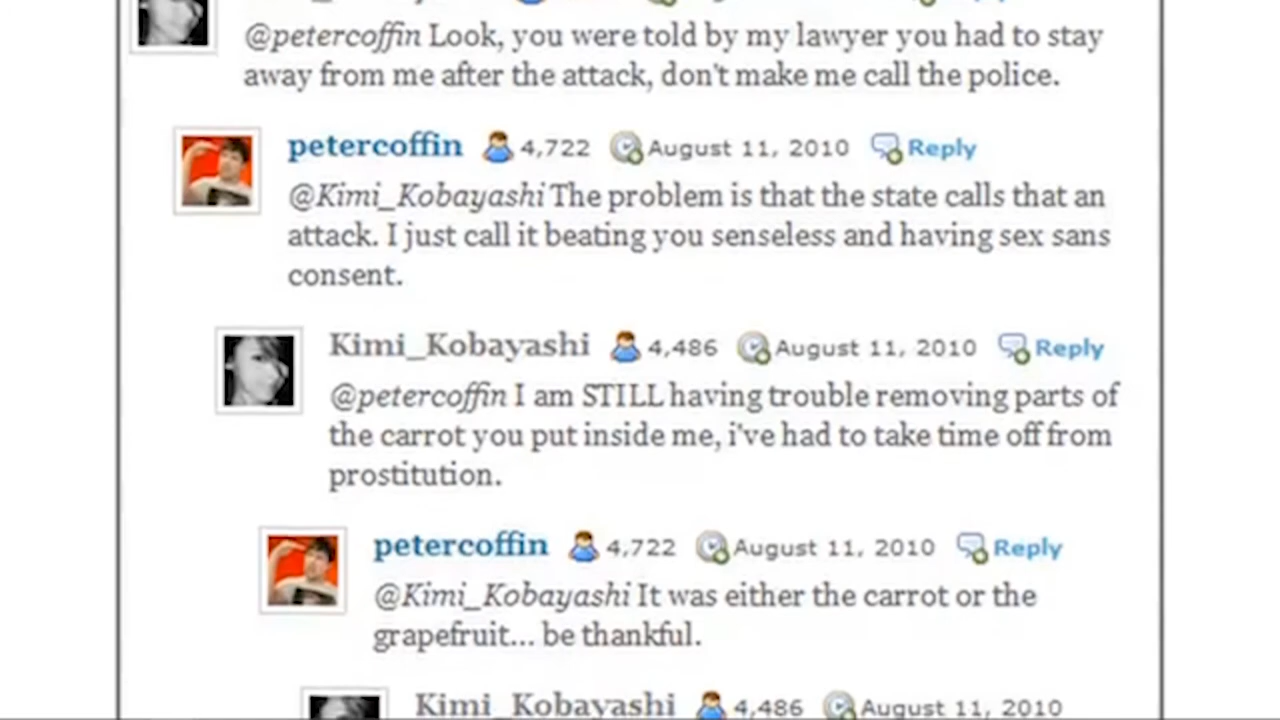 @petercoffin Look, you were told by my lawyer you had to stay
away from me after the attack, don't make me call the police.
petercoffin 4,722 August 11, 2010 Reply
@Kimi_Kobayashi The problem is that the state calls that an
attack. I just call it beating you senseless and having sex sans
consent.
Kimi_Kobayashi 4,486 August 11, 2010 Reply
@petercoffin I am STILL having trouble removing parts of
the carrot you put inside me, i've had to take time off from
prostitution.
petercoffin 4,722 August 11, 2010 Reply
@Kimi_Kobayashi It was either the carrot or the
grapefruit... be thankful.
Kimi_Kobayashi 4,486 August 11, 2010